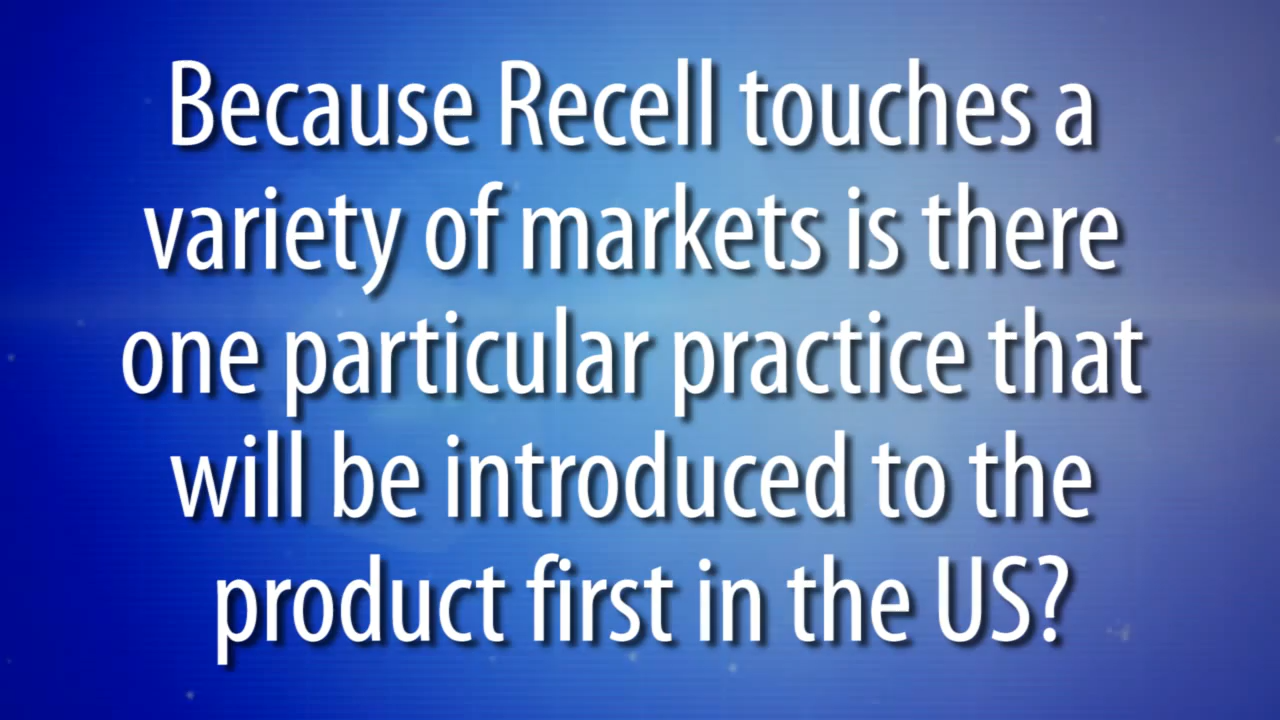 Because Recell touches a
variety of markets is there
one particular practice that
will be introduced to the
product first in the US?